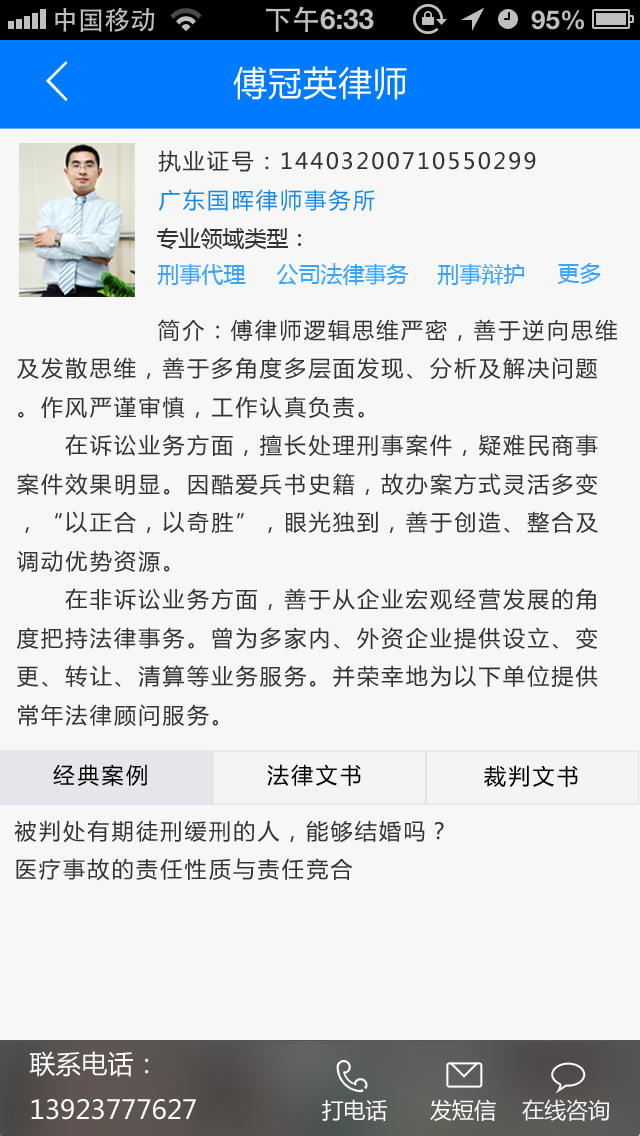 中国移动 下午6:33 95%
傅冠英律师
执业证号：14403200710550299
广东国晖律师事务所
专业领域类型：
刑事代理 公司法律事务 刑事辩护 更多
简介：傅律师逻辑思维严密，善于逆向思维
及发散思维，善于多角度多层面发现、分析及解决问题
。作风严谨审慎，工作认真负责。
在诉讼业务方面，擅长处理刑事案件，疑难民商事
案件效果明显。因酷爱兵书史籍，故办案方式灵活多变
，“以正合，以奇胜”，眼光独到，善于创造、整合及
调动优势资源。
在非诉讼业务方面，善于从企业宏观经营发展的角
度把持法律事务。曾为多家内、外资企业提供设立、变
更、转让、清算等业务服务。并荣幸地为以下单位提供
常年法律顾问服务。
经典案例 法律文书 裁判文书
被判处有期徒刑缓刑的人，能够结婚吗？
医疗事故的责任性质与责任竞合
联系电话：
13923777627
打电话 发短信 在线咨询